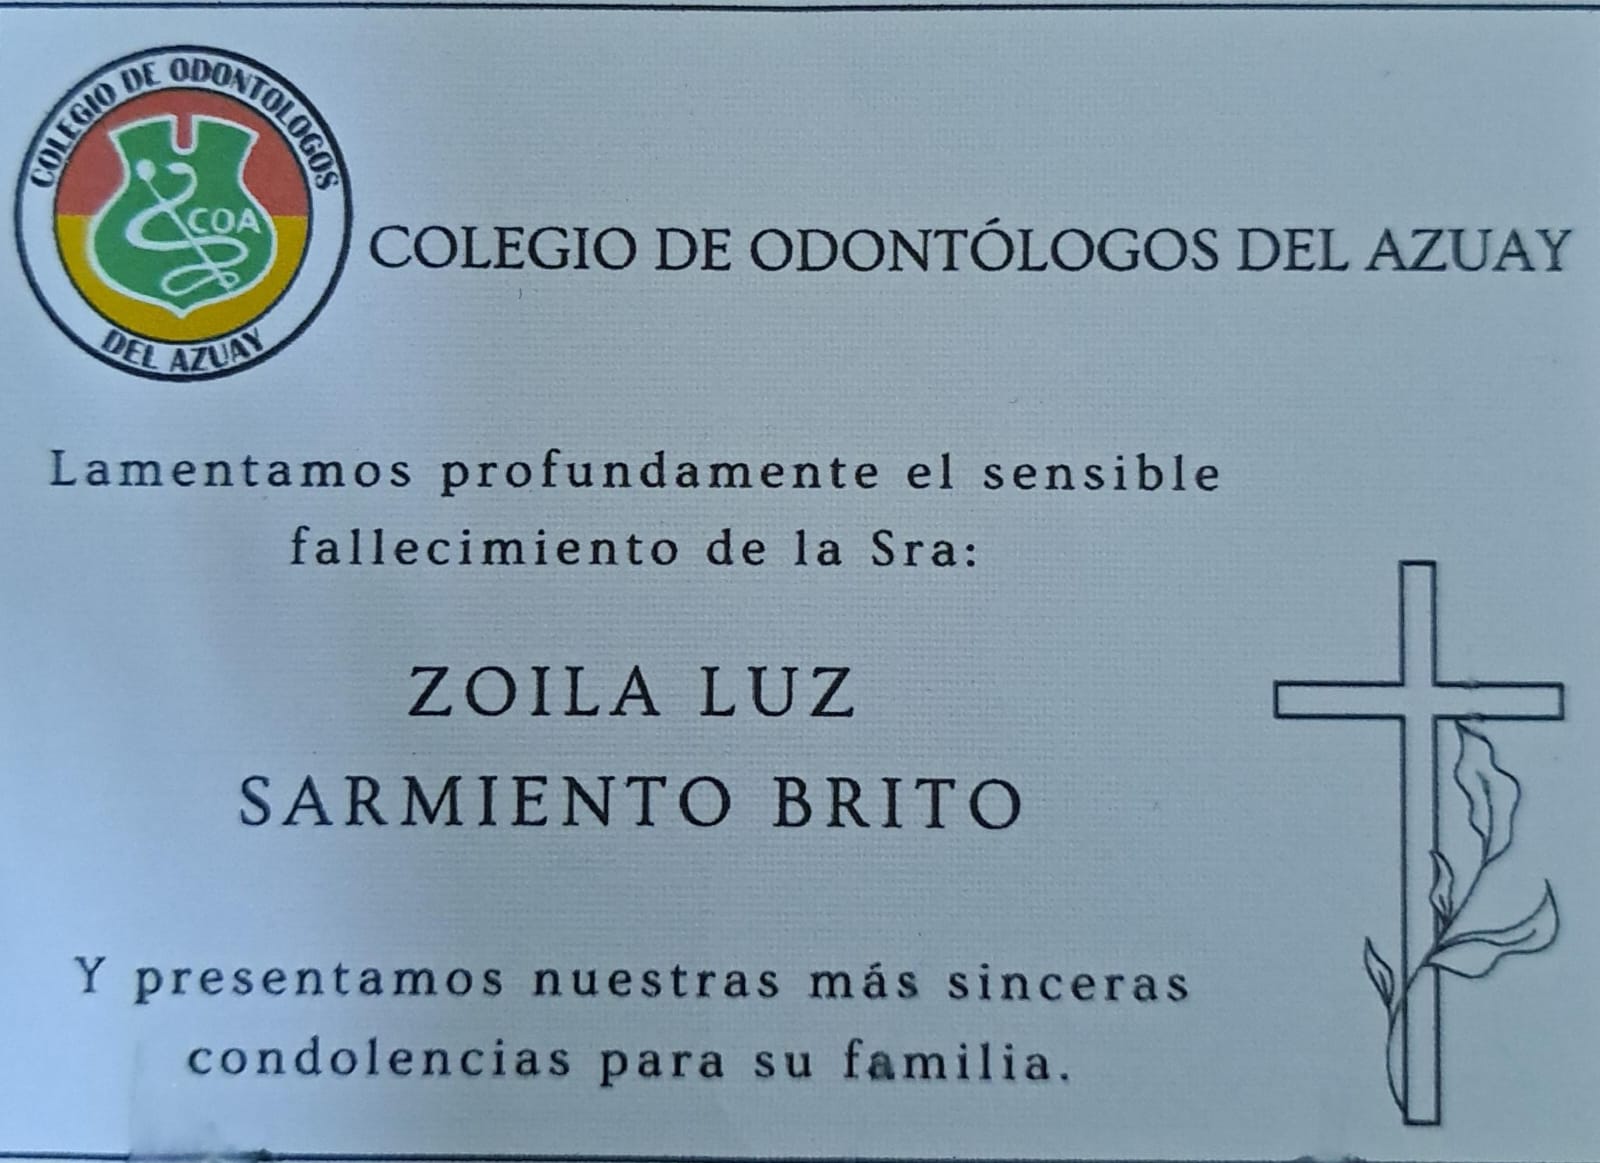 COLEGIO DE ODONTOLOGOS
COA
DEL AZUAY
COLEGIO DE ODONTÓLOGOS DEL AZUAY
Lamentamos profundamente el sensible
fallecimiento de la Sra:
ZOILA LUZ
SARMIENTO BRITO
Y presentamos nuestras más sinceras
condolencias para su familia.